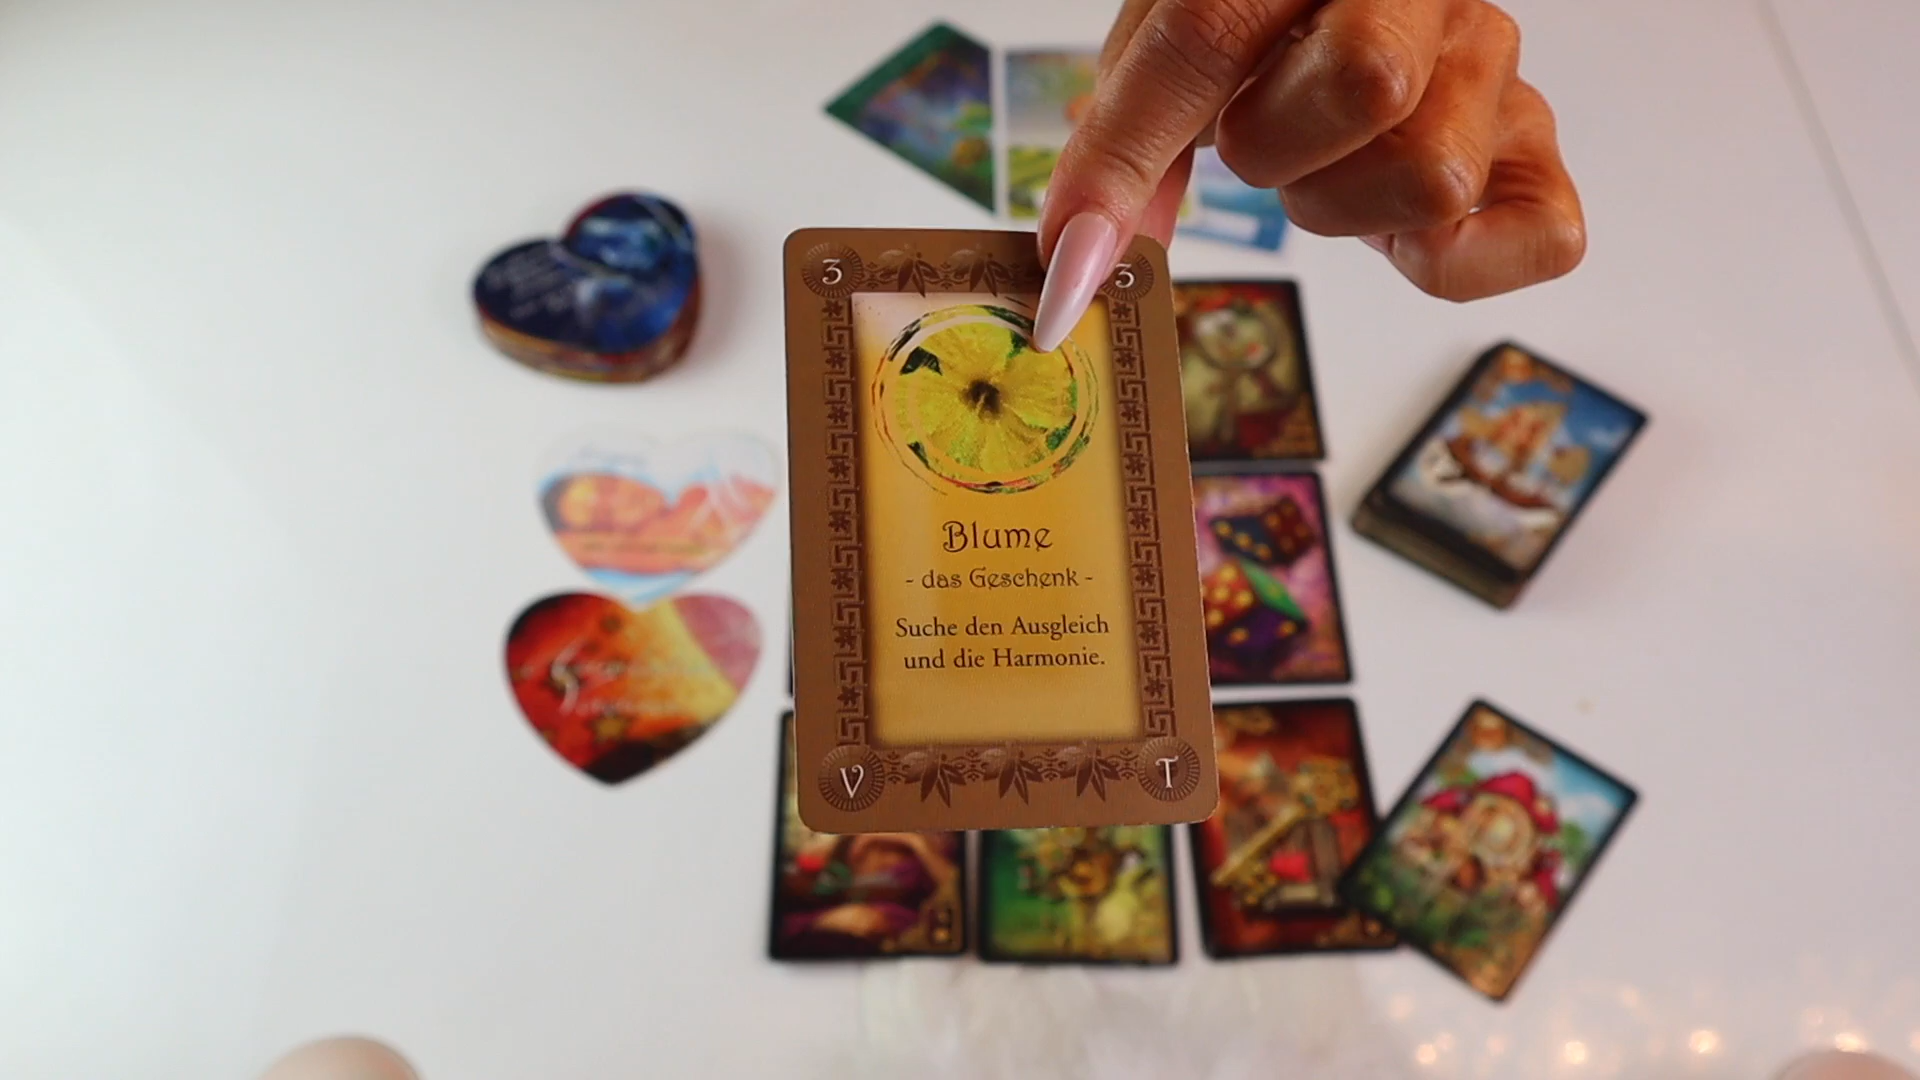 3 3
Blume
- das Geschenk -
Suche den Ausgleich
und die Harmonie.
V T